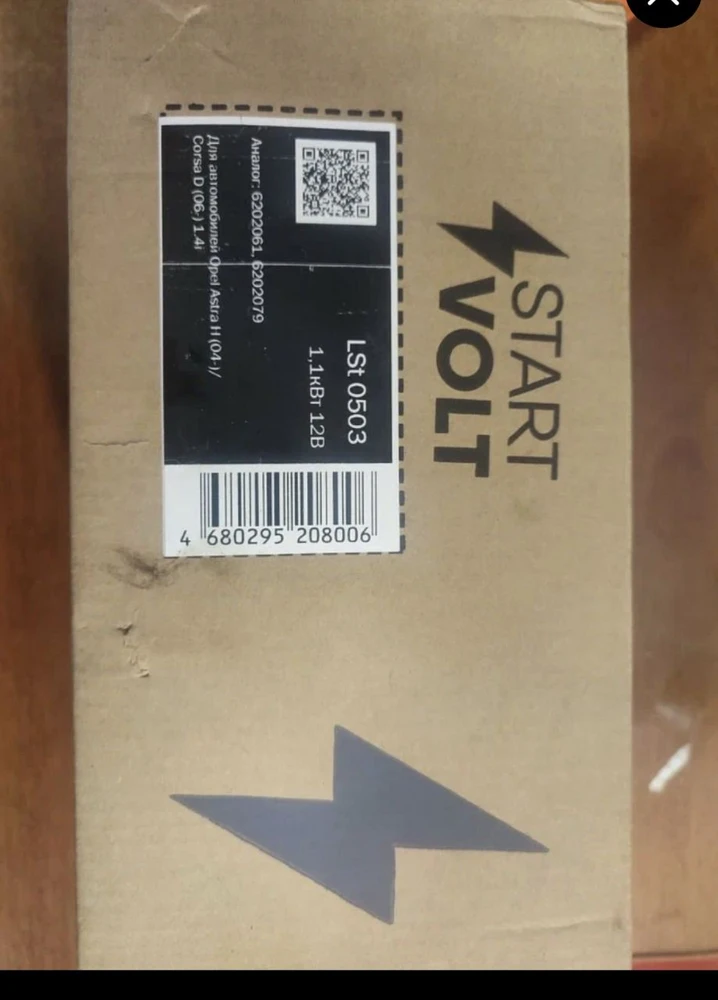 START
VOLT
LSt 0503
1,1кВт 12В
Аналог: 6202061, 6202079
Для автомобилей Opel Astra H (04-)/
Corsa D (06-) 1.4i
4 680295 208006